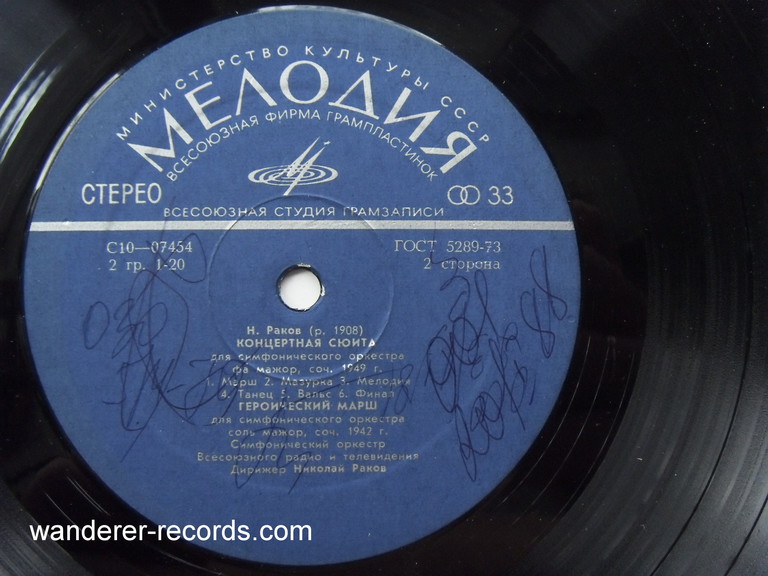 МИНИСТЕРСТВО КУЛЬТУРЫ СССР
МЕЛОДИЯ
ВСЕСОЮЗНАЯ ФИРМА ГРАМПЛАСТИНОК
СТЕРЕО 33
ВСЕСОЮЗНАЯ СТУДИЯ ГРАМЗАПИСИ
С10—07454 ГОСТ 5289-73
2 гр. 1-20 2 сторона
Н. Раков (р. 1908)
КОНЦЕРТНАЯ СЮИТА
для симфонического оркестра
фа мажор, соч. 1949 г.
1. Марш 2. Мазурка 3. Мелодия
4. Танец 5. Вальс 6. Финал
ГЕРОИЧЕСКИЙ МАРШ
для симфонического оркестра
соль мажор, соч. 1942 г.
Симфонический оркестр
Всесоюзного радио и телевидения
Дирижер Николай Раков
88
wanderer-records.com